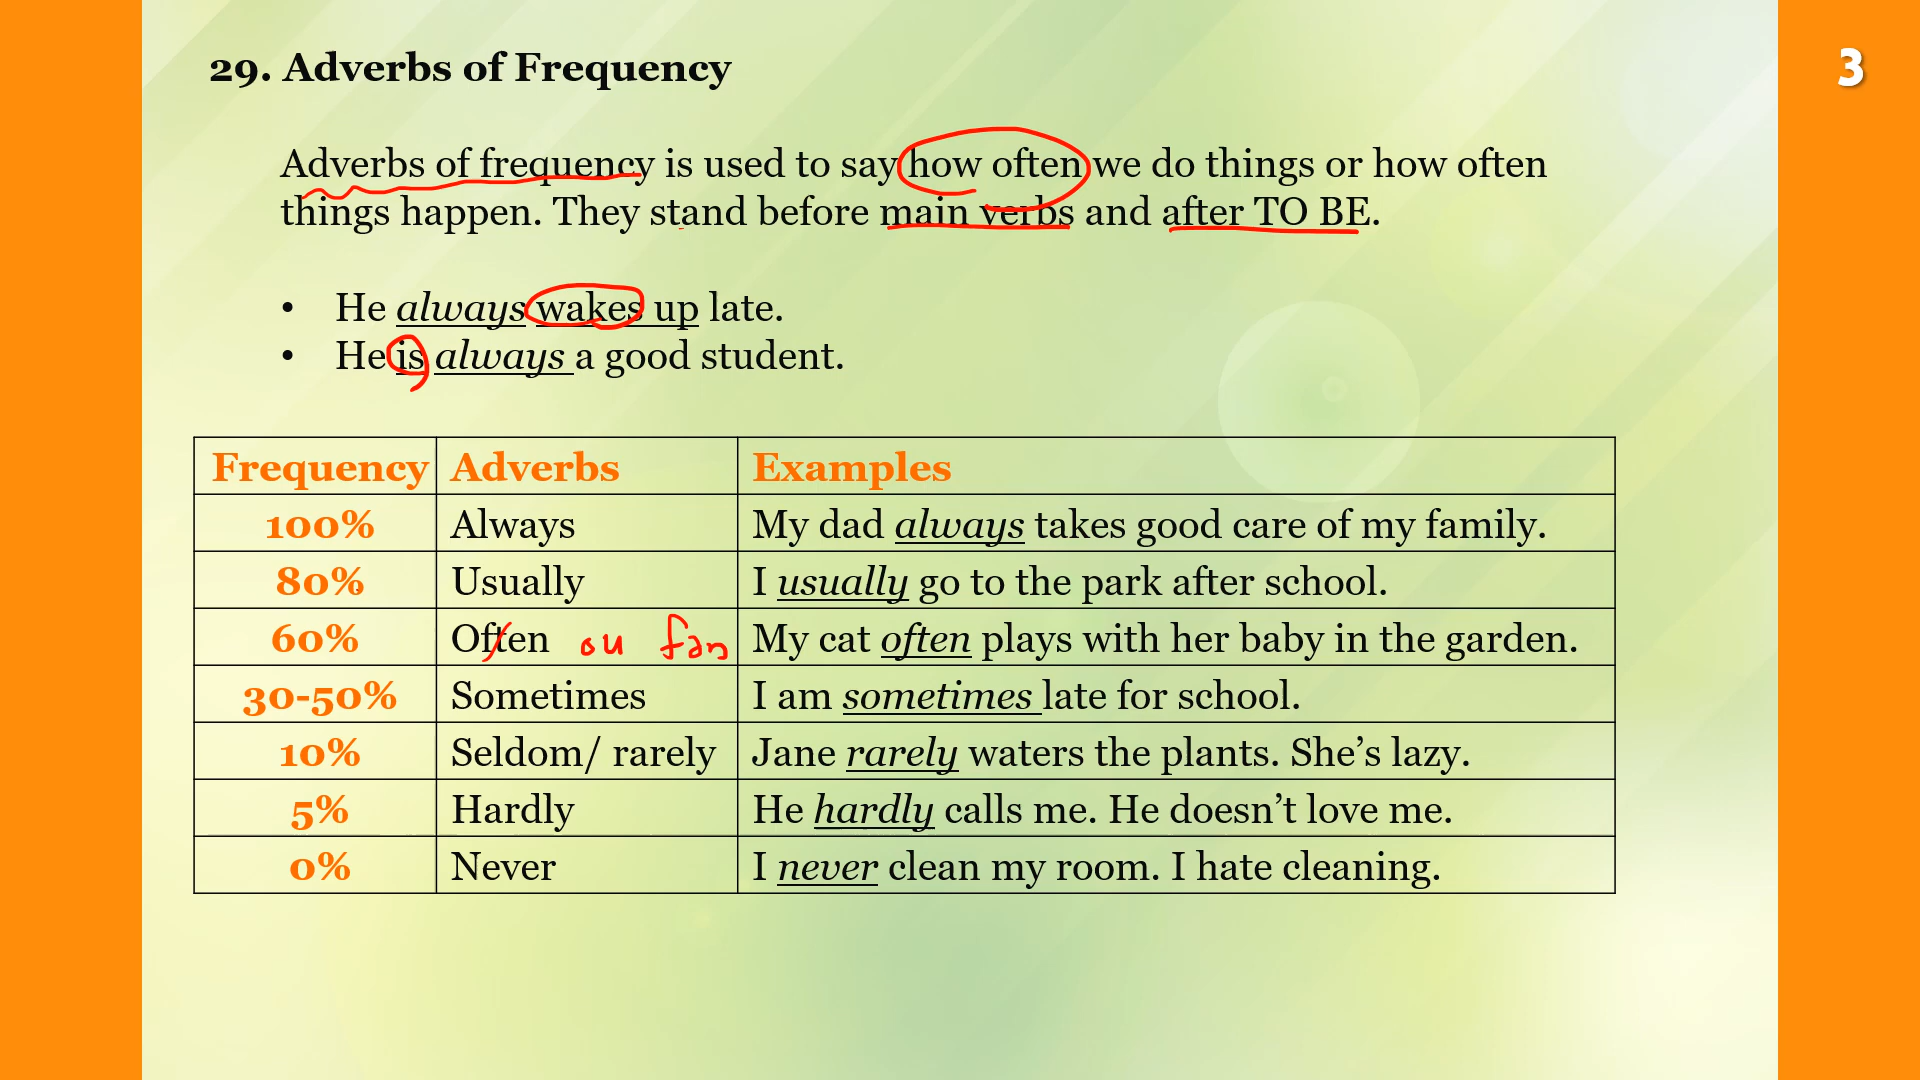 29. Adverbs of Frequency
3
Adverbs of frequency is used to say how often we do things or how often
things happen. They stand before main verbs and after TO BE.
• He always wakes up late.
• He is always a good student.
Frequency Adverbs Examples
100% Always My dad always takes good care of my family.
80% Usually I usually go to the park after school.
60% Often ou fan My cat often plays with her baby in the garden.
30-50% Sometimes I am sometimes late for school.
10% Seldom/ rarely Jane rarely waters the plants. She’s lazy.
5% Hardly He hardly calls me. He doesn’t love me.
0% Never I never clean my room. I hate cleaning.